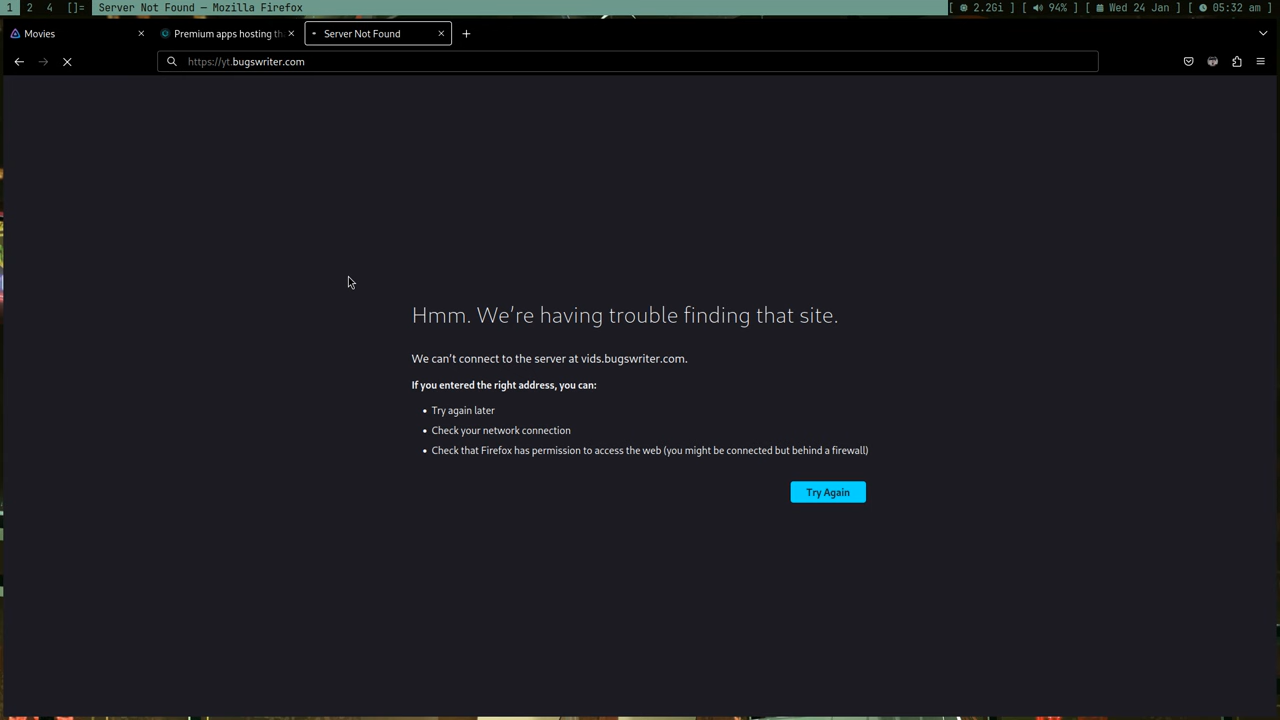 1 2 4 []= Server Not Found — Mozilla Firefox [ 2.2Gi ] [ 94% ] [ Wed 24 Jan ] [ 05:32 am ]
Movies Premium apps hosting th Server Not Found
https://yt.bugswriter.com
Hmm. We're having trouble finding that site.
We can't connect to the server at vids.bugswriter.com.
If you entered the right address, you can:
• Try again later
• Check your network connection
• Check that Firefox has permission to access the web (you might be connected but behind a firewall)
Try Again